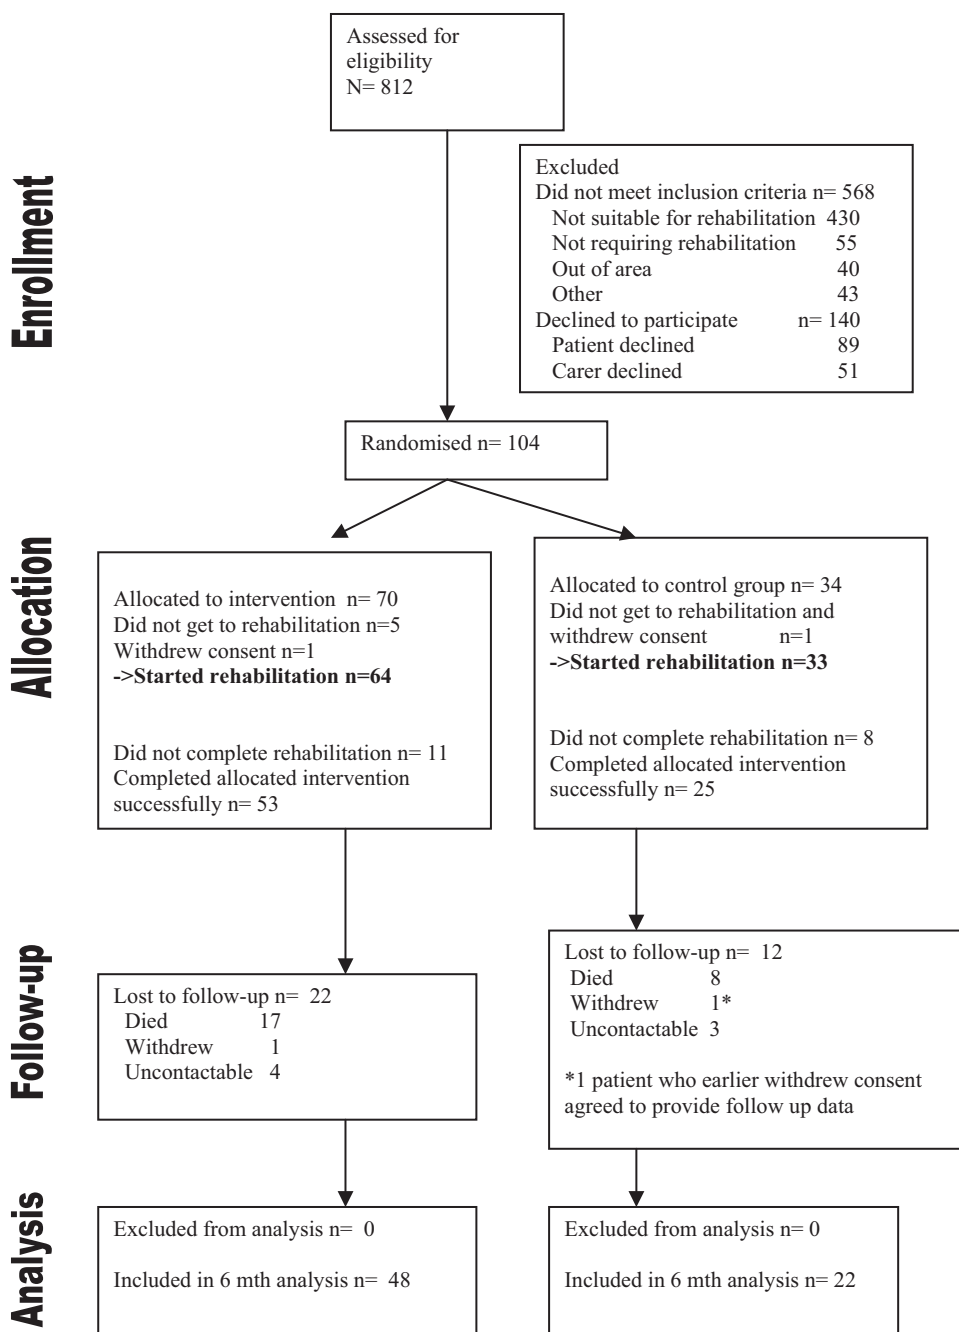 Assessed for
eligibility
N= 812
Enrollment
Excluded
Did not meet inclusion criteria n= 568
Not suitable for rehabilitation 430
Not requiring rehabilitation 55
Out of area 40
Other 43
Declined to participate n= 140
Patient declined 89
Carer declined 51
Randomised n= 104
Allocation
Allocated to intervention n= 70
Did not get to rehabilitation n=5
Withdrew consent n=1
->Started rehabilitation n=64
Did not complete rehabilitation n= 11
Completed allocated intervention
successfully n= 53
Allocated to control group n= 34
Did not get to rehabilitation and
withdrew consent n=1
->Started rehabilitation n=33
Did not complete rehabilitation n= 8
Completed allocated intervention
successfully n= 25
Follow-up
Lost to follow-up n= 22
Died 17
Withdrew 1
Uncontactable 4
Lost to follow-up n= 12
Died 8
Withdrew 1*
Uncontactable 3
*1 patient who earlier withdrew consent
agreed to provide follow up data
Analysis
Excluded from analysis n= 0
Included in 6 mth analysis n= 48
Excluded from analysis n= 0
Included in 6 mth analysis n= 22